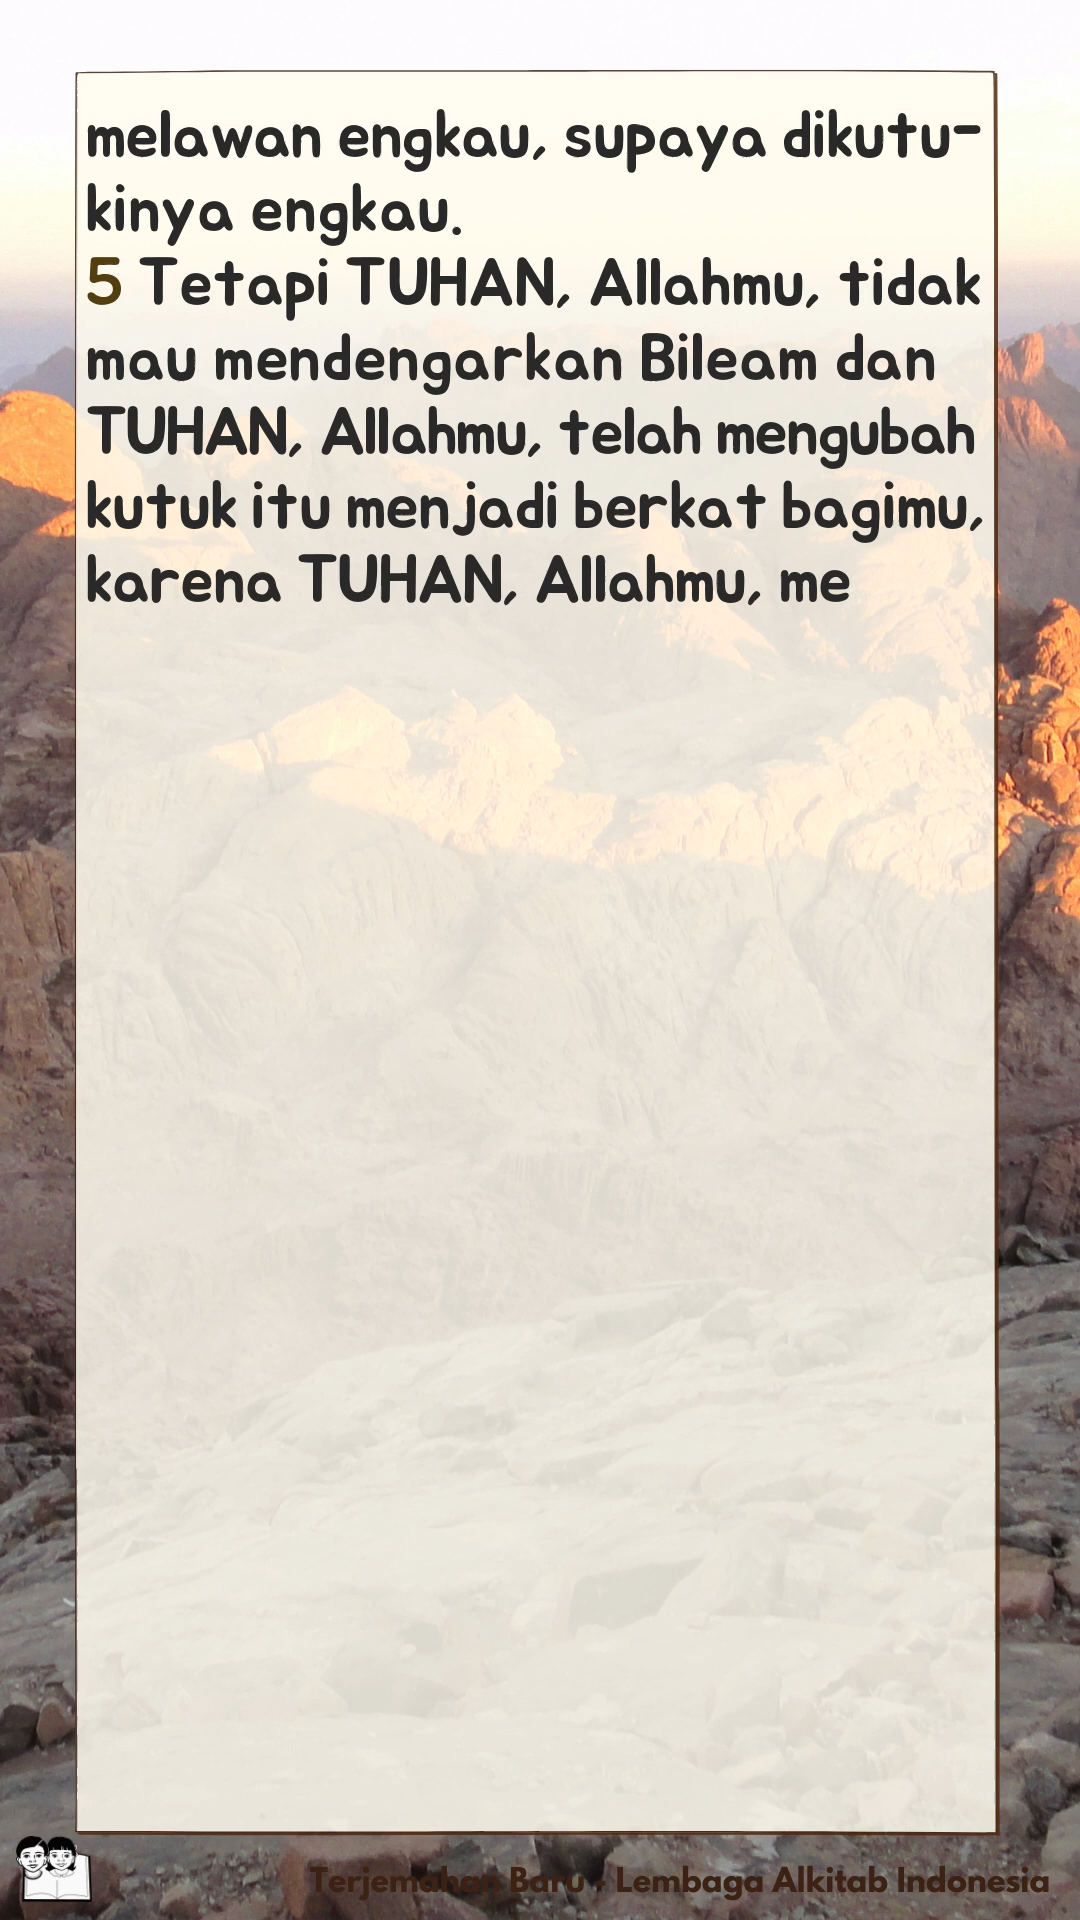 melawan engkau, supaya dikutu-
kinya engkau.
5 Tetapi TUHAN, Allahmu, tidak
mau mendengarkan Bileam dan
TUHAN, Allahmu, telah mengubah
kutuk itu menjadi berkat bagimu,
karena TUHAN, Allahmu, me
Terjemahan Baru - Lembaga Alkitab Indonesia